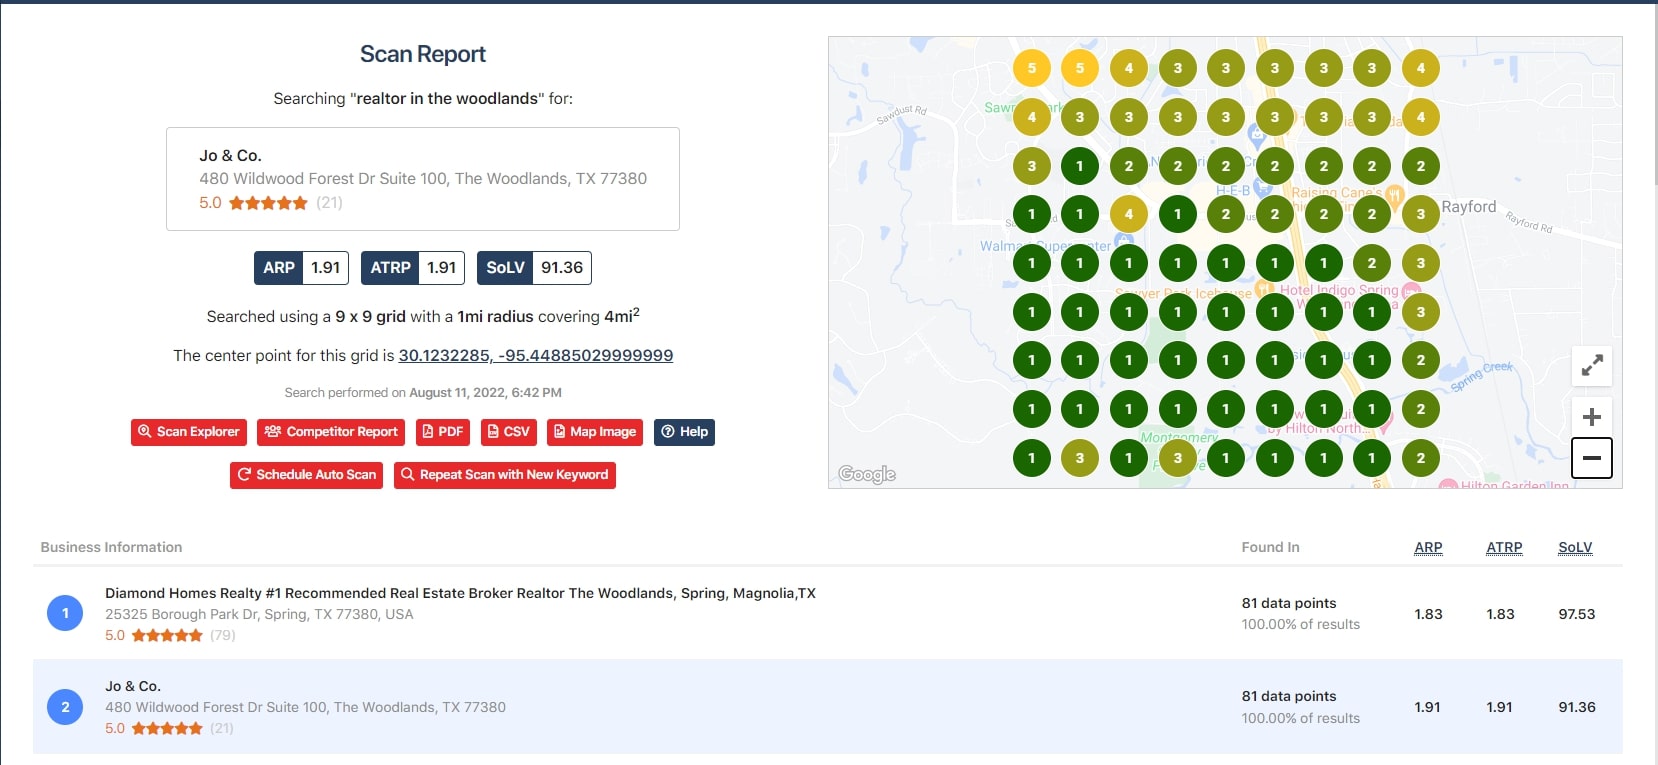 Scan Report
Searching "realtor in the woodlands" for:
Jo & Co.
480 Wildwood Forest Dr Suite 100, The Woodlands, TX 77380
5.0 (21)
ARP 1.91 ATRP 1.91 SoLV 91.36
Searched using a 9 x 9 grid with a 1mi radius covering 4mi²
The center point for this grid is 30.1232285, -95.44885029999999
Search performed on August 11, 2022, 6:42 PM
Scan Explorer Competitor Report PDF CSV Map Image Help
Schedule Auto Scan Repeat Scan with New Keyword
5 5 4 3 3 3 3 3 4
Sawdust Rd
4 3 3 3 3 3 3 3 4
3 1 2 2 2 2 2 2 2
H-E-B
Raising Cane's
1 1 4 1 2 2 2 2 3
Rayford
Rayford Rd
Walmart Supercenter
1 1 1 1 1 1 1 2 3
Sawyer Park Icehouse
Hotel Indigo Spring
1 1 1 1 1 1 1 1 3
1 1 1 1 1 1 1 1 2
Spring Creek
1 1 1 1 1 1 1 1 2
By Hilton North...
Montgomery
1 3 1 3 1 1 1 1 2
Google
Hilton Garden Inn
Business Information Found In ARP ATRP SoLV
1
Diamond Homes Realty #1 Recommended Real Estate Broker Realtor The Woodlands, Spring, Magnolia,TX
25325 Borough Park Dr, Spring, TX 77380, USA
5.0 (79)
81 data points
100.00% of results
1.83 1.83 97.53
2
Jo & Co.
480 Wildwood Forest Dr Suite 100, The Woodlands, TX 77380
5.0 (21)
81 data points
100.00% of results
1.91 1.91 91.36